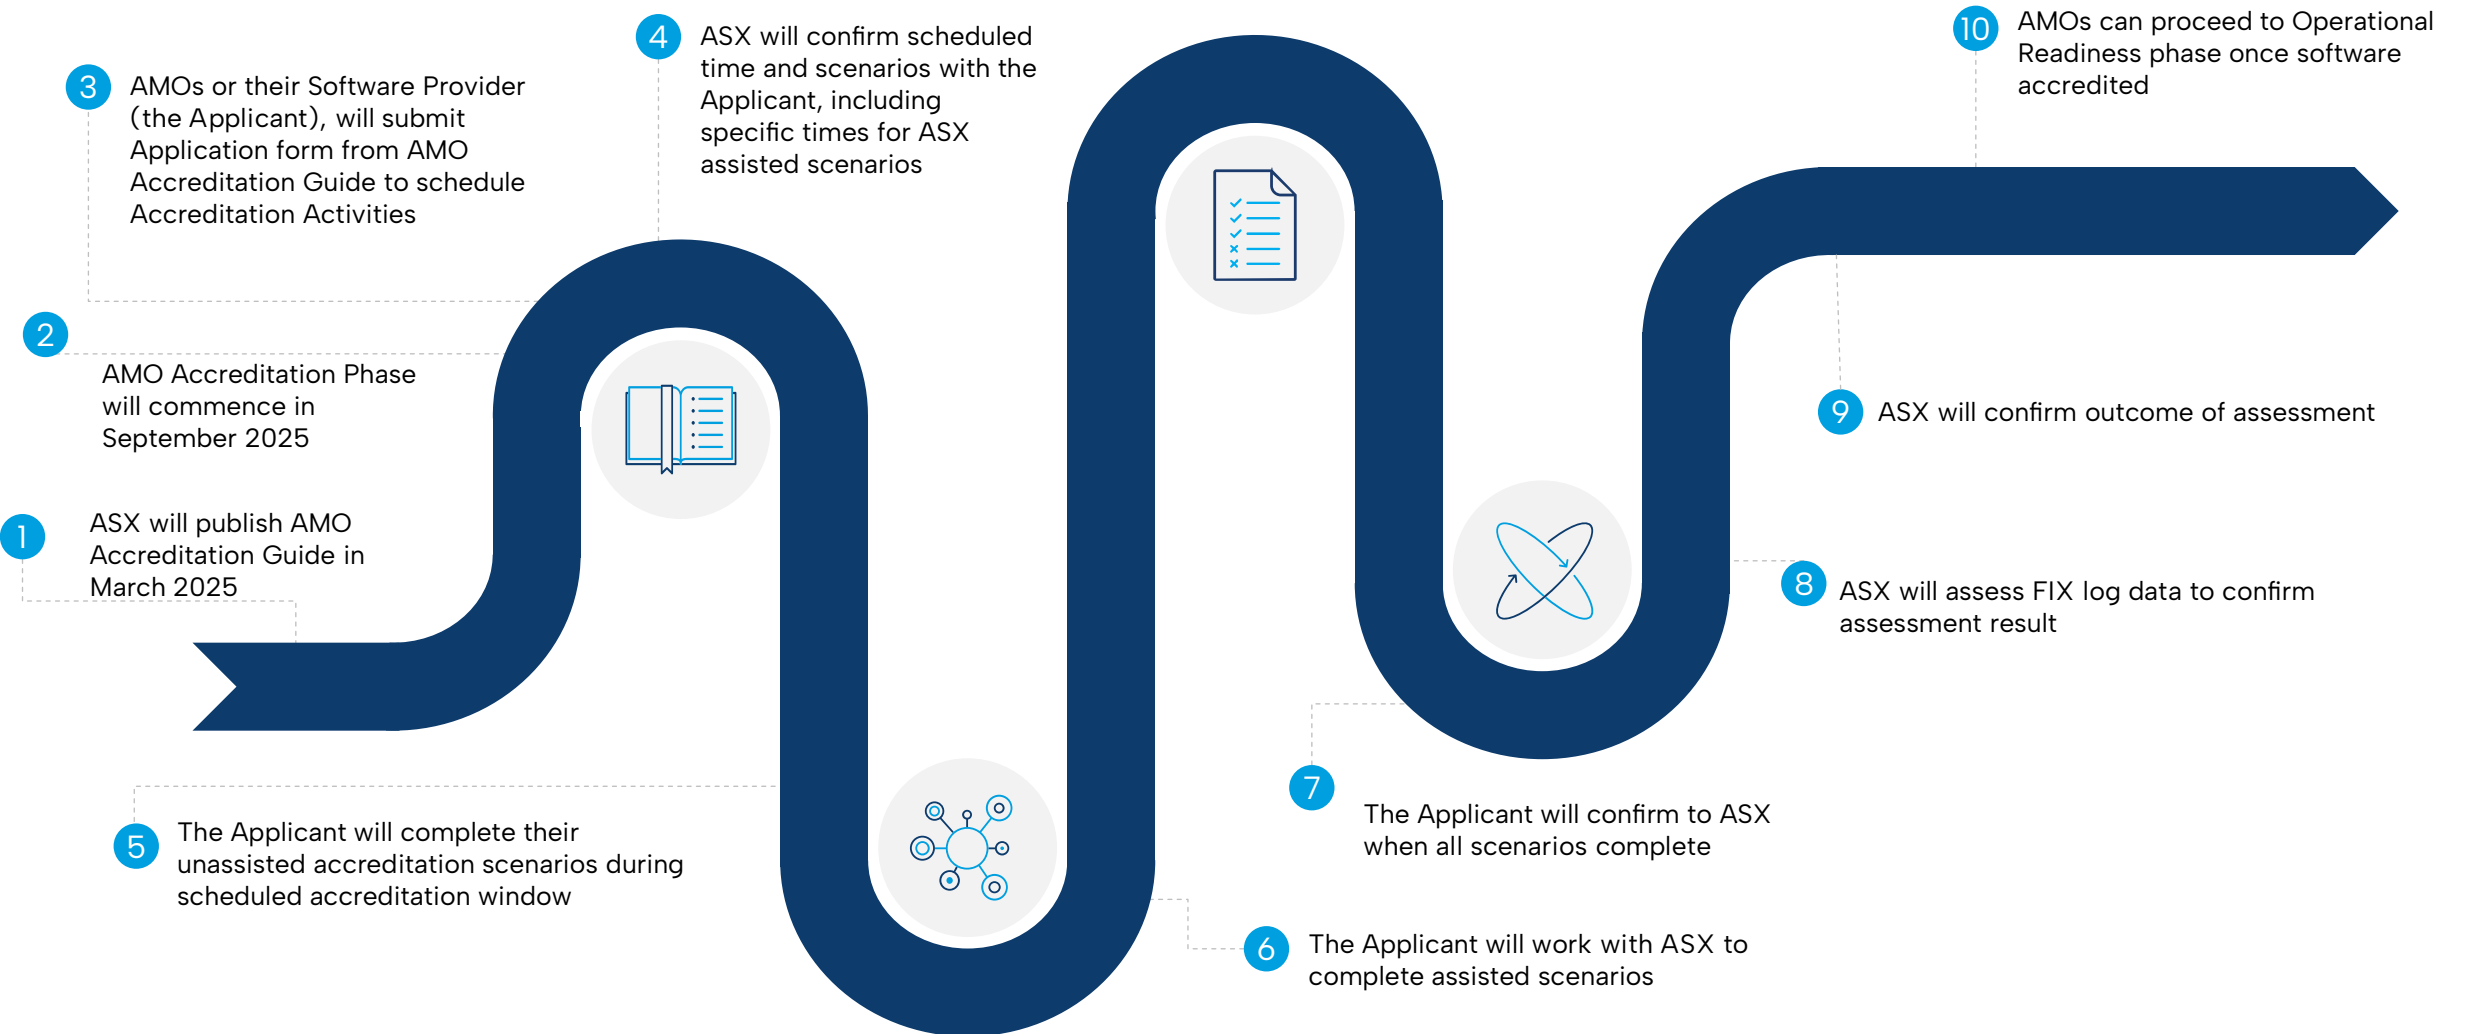 1
ASX will publish AMO
Accreditation Guide in
March 2025
2
AMO Accreditation Phase
will commence in
September 2025
3
AMOs or their Software Provider
(the Applicant), will submit
Application form from AMO
Accreditation Guide to schedule
Accreditation Activities
4
ASX will confirm scheduled
time and scenarios with the
Applicant, including
specific times for ASX
assisted scenarios
5
The Applicant will complete their
unassisted accreditation scenarios during
scheduled accreditation window
6
The Applicant will work with ASX to
complete assisted scenarios
7
The Applicant will confirm to ASX
when all scenarios complete
8
ASX will assess FIX log data to confirm
assessment result
9
ASX will confirm outcome of assessment
10
AMOs can proceed to Operational
Readiness phase once software
accredited